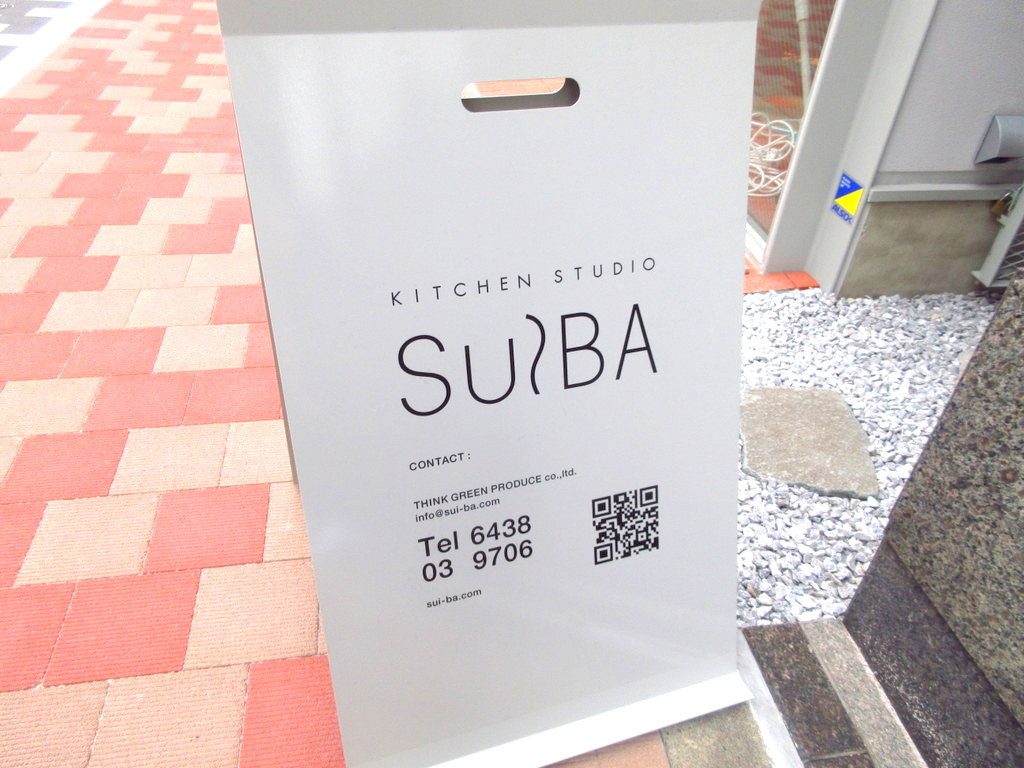 KITCHEN STUDIO
SUIBA
CONTACT :
THINK GREEN PRODUCE co.,ltd.
info@sui-ba.com
Tel 6438
03 9706
sui-ba.com
ALSOK